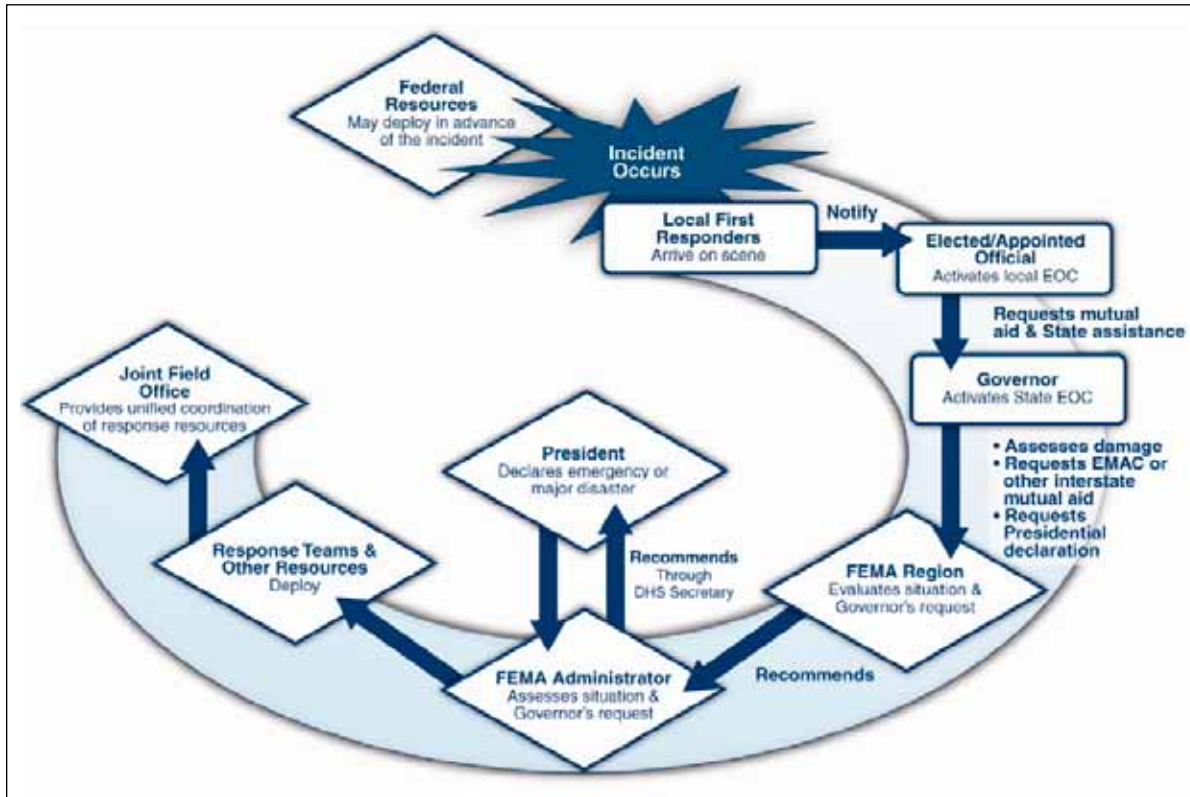 Federal
Resources
May deploy in advance
of the incident
Incident
Occurs
Local First
Responders
Arrive on scene
Notify
Elected/Appointed
Official
Activates local EOC
Requests mutual
aid & State assistance
Governor
Activates State EOC
• Assesses damage
• Requests EMAC or
other interstate
mutual aid
• Requests
Presidential
declaration
FEMA Region
Evaluates situation &
Governor's request
Recommends
FEMA Administrator
Assesses situation &
Governor's request
Recommends
Through
DHS Secretary
President
Declares emergency or
major disaster
Response Teams &
Other Resources
Deploy
Joint Field
Office
Provides unified coordination
of response resources